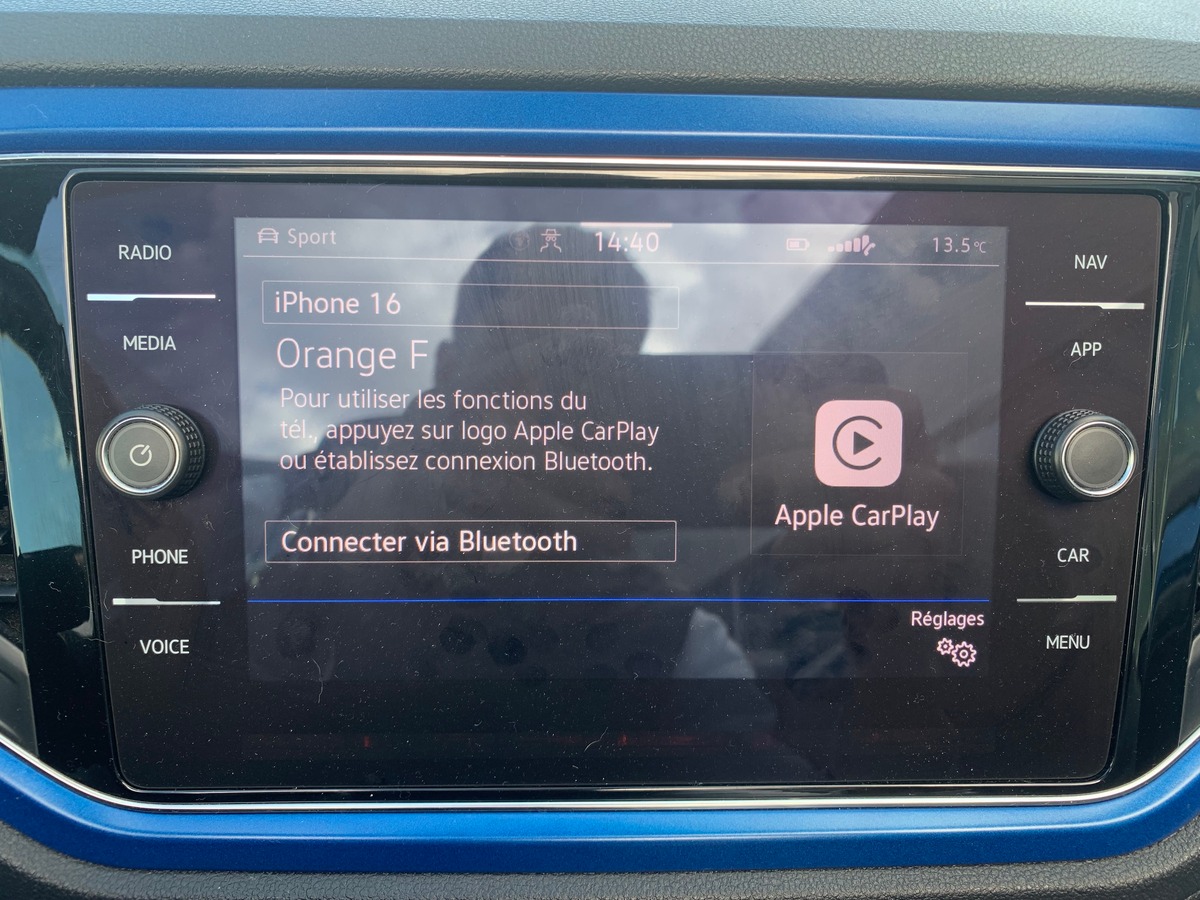 RADIO
MEDIA
PHONE
VOICE
Sport
14:40
13.5°C
iPhone 16
Orange F
Pour utiliser les fonctions du
tél., appuyez sur logo Apple CarPlay
ou établissez connexion Bluetooth.
Connecter via Bluetooth
Apple CarPlay
Réglages
NAV
APP
CAR
MENU